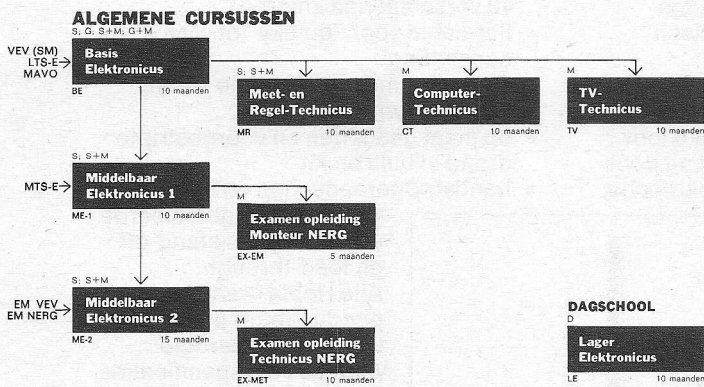 ALGEMENE CURSUSSEN
S; G; S+M; G+M
VEV (SM)
LTS-E
MAVO
Basis
Elektronicus
BE 10 maanden
S; S+M
Meet- en
Regel-Technicus
MR 10 maanden
M
Computer-
Technicus
CT 10 maanden
M
TV-
Technicus
TV 10 maanden
S; S+M
MTS-E
Middelbaar
Elektronicus 1
ME-1 10 maanden
M
Examen opleiding
Monteur NERG
EX-EM 5 maanden
S; S+M
EM VEV
EM NERG
Middelbaar
Elektronicus 2
ME-2 15 maanden
M
Examen opleiding
Technicus NERG
EX-MET 10 maanden
DAGSCHOOL
D
Lager
Elektronicus
LE 10 maanden